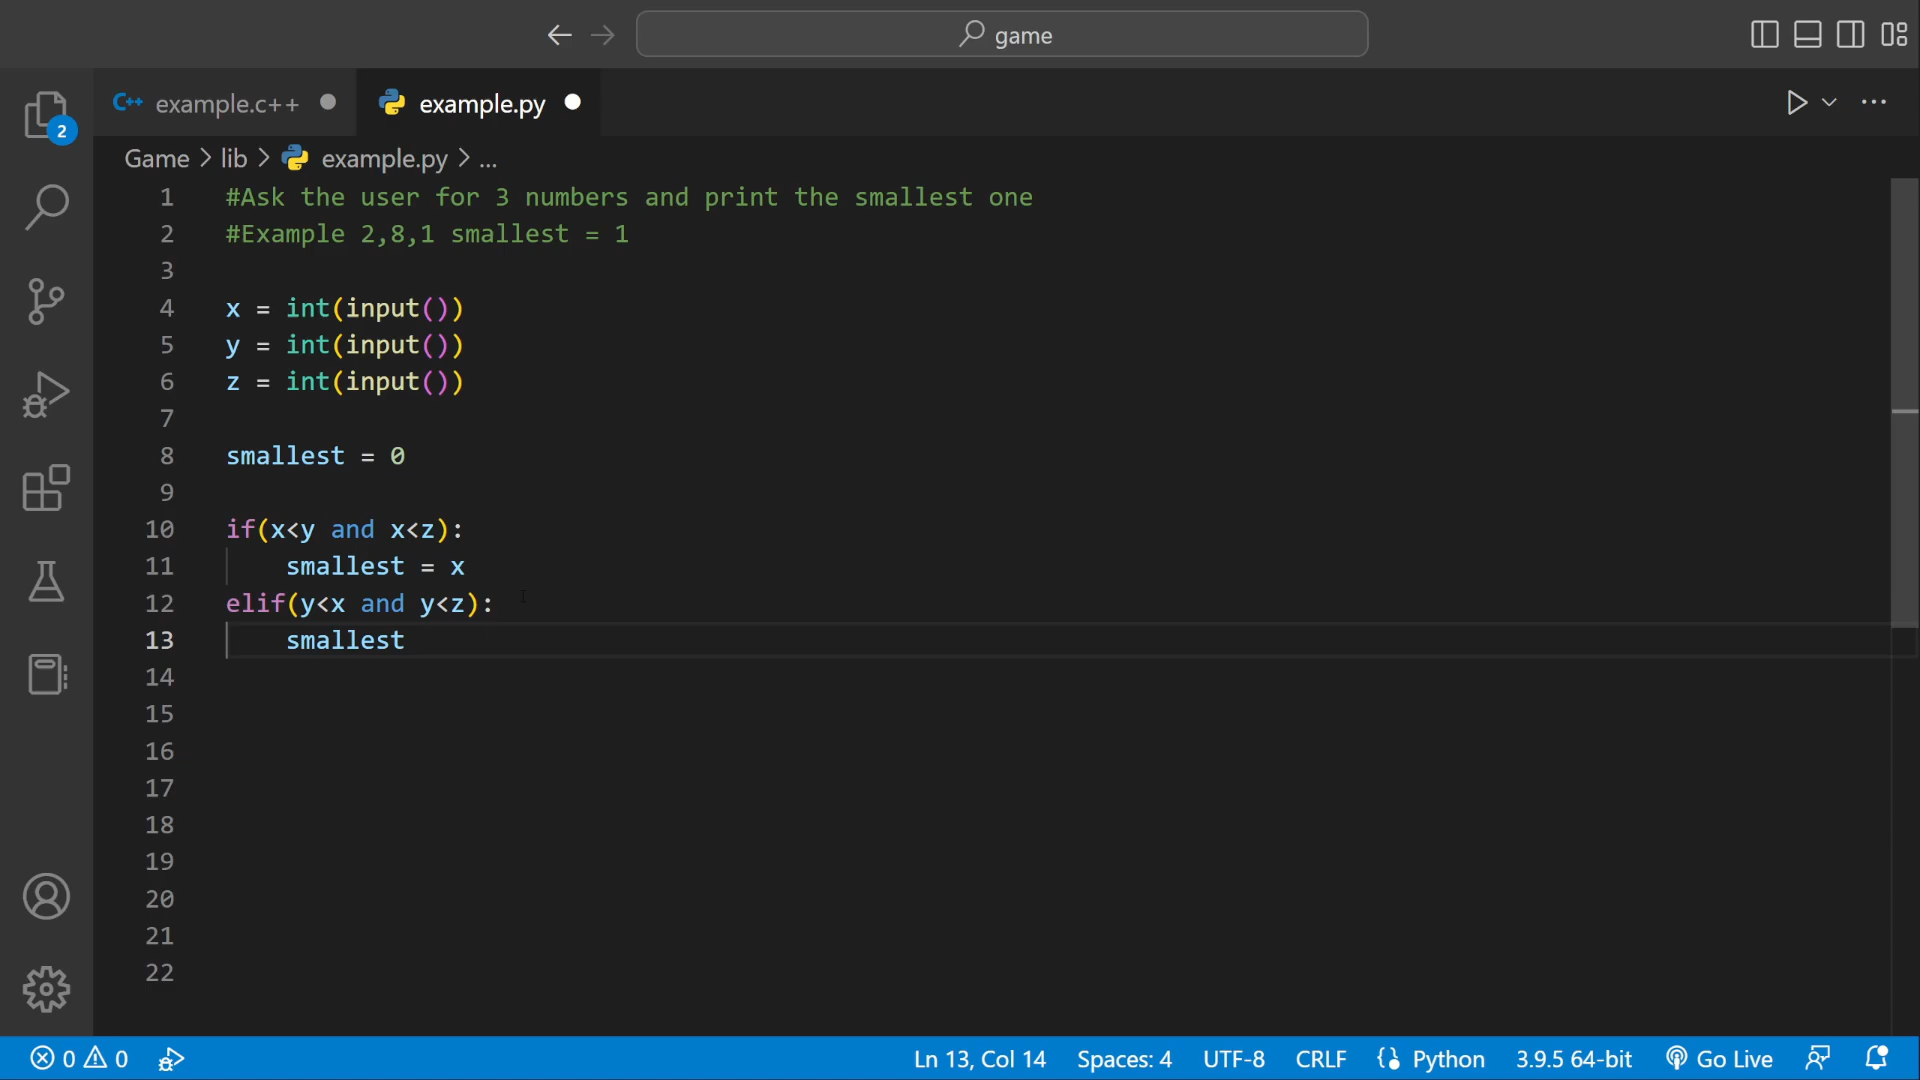 game
C++ example.c++
example.py
2
Game > lib > example.py > ...
1 #Ask the user for 3 numbers and print the smallest one
2 #Example 2,8,1 smallest = 1
3
4 x = int(input())
5 y = int(input())
6 z = int(input())
7
8 smallest = 0
9
10 if(x<y and x<z):
11     smallest = x
12 elif(y<x and y<z):
13     smallest
14
15
16
17
18
19
20
21
22
0 0 Ln 13, Col 14 Spaces: 4 UTF-8 CRLF Python 3.9.5 64-bit Go Live